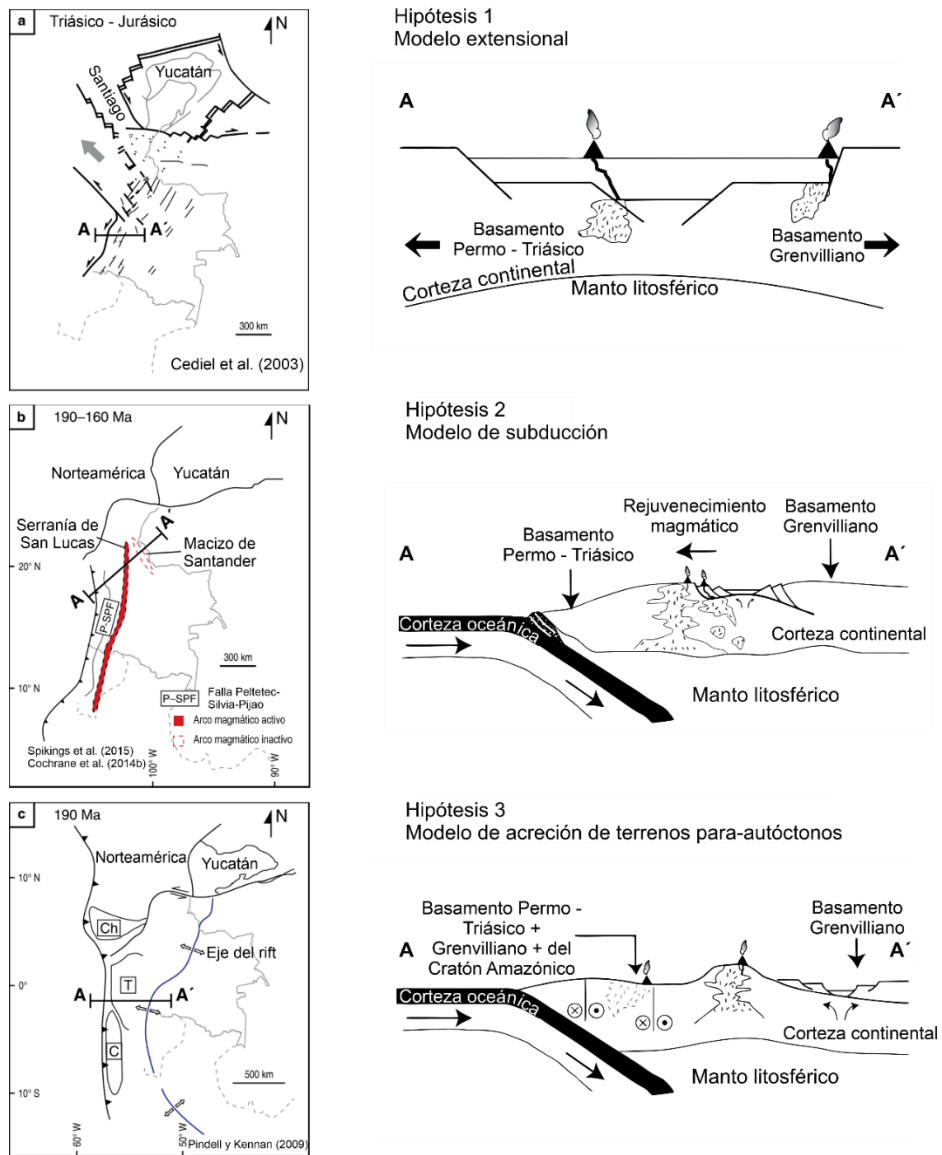 a Triásico - Jurásico
N
Yucatán
Santiago
A A´
300 km
Cediel et al. (2003)
Hipótesis 1
Modelo extensional
A A´
Basamento
Permo - Triásico
Basamento
Grenvilliano
Corteza continental
Manto litosférico
b 190–160 Ma
N
Norteamérica Yucatán
Serranía de
San Lucas
A´
Macizo de
Santander
20° N
A
P-SPF
300 km
10° N
P–SPF Falla Peltetec-
Silvia-Pijao
Arco magmático activo
Arco magmático inactivo
Spikings et al. (2015)
Cochrane et al. (2014b)
100° W
90° W
Hipótesis 2
Modelo de subducción
Rejuvenecimiento
magmático
Basamento
Grenvilliano
Basamento
Permo - Triásico
A A´
Corteza oceánica
Corteza continental
Manto litosférico
c 190 Ma
N
Norteamérica
Yucatán
10° N
Ch
Eje del rift
0°
T
A A´
C
500 km
10° S
60° W
50° W
Pindell y Kennan (2009)
Hipótesis 3
Modelo de acreción de terrenos para-autóctonos
Basamento Permo -
Triásico +
Grenvilliano + del
Cratón Amazónico
Basamento
Grenvilliano
A A´
Corteza oceánica
Corteza continental
Manto litosférico